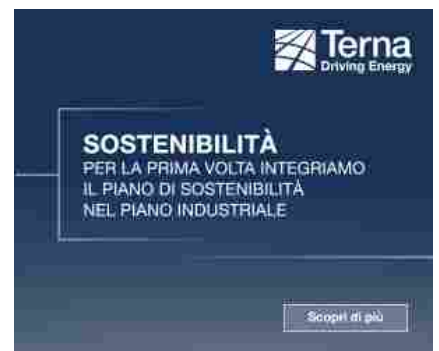 Terna
Driving Energy
SOSTENIBILITÀ
PER LA PRIMA VOLTA INTEGRIAMO
IL PIANO DI SOSTENIBILITÀ
NEL PIANO INDUSTRIALE
Scopri di più